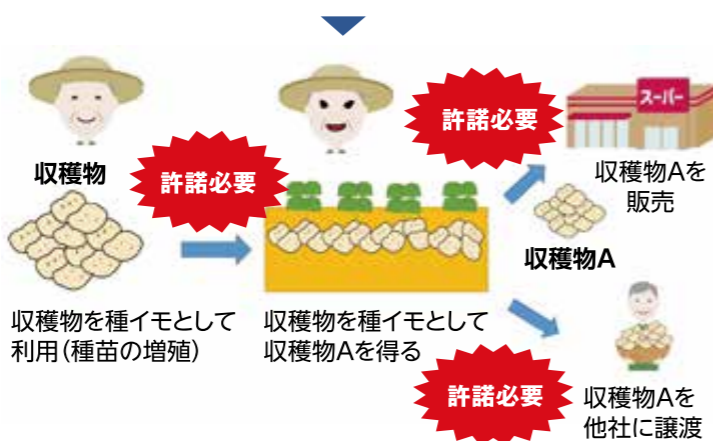 収穫物
許諾必要
許諾必要
スーパー
収穫物Aを
販売
収穫物A
収穫物を種イモとして
利用(種苗の増殖)
収穫物を種イモとして
収穫物Aを得る
許諾必要
収穫物Aを
他社に譲渡